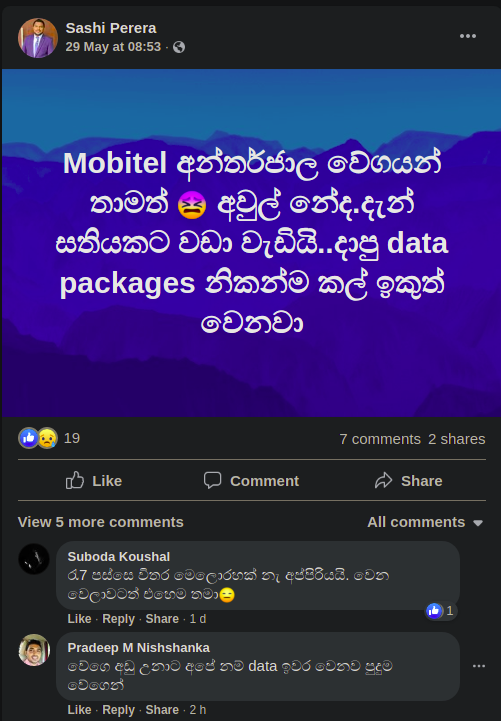 Sashi Perera
29 May at 08:53 ·
Mobitel අන්තර්ජාල වේගයන්
තාමත් 😫 අවුල් නේද.දැන්
සතියකට වඩා වැඩියි..දාපු data
packages නිකන්ම කල් ඉකුත්
වෙනවා
19
7 comments 2 shares
Like Comment Share
View 5 more comments All comments
Suboda Koushal
රෑ7 පස්සෙ විතර මෙලොරහක් නැ අප්පිරියයි. වෙන
වෙලාවටත් එහෙම තමා😑
1
Like · Reply · Share · 1 d
Pradeep M Nishshanka
වේගෙ අඩු උනාට අපේ නම් data ඉවර වෙනව පුදුම
වේගෙන්
Like · Reply · Share · 2 h